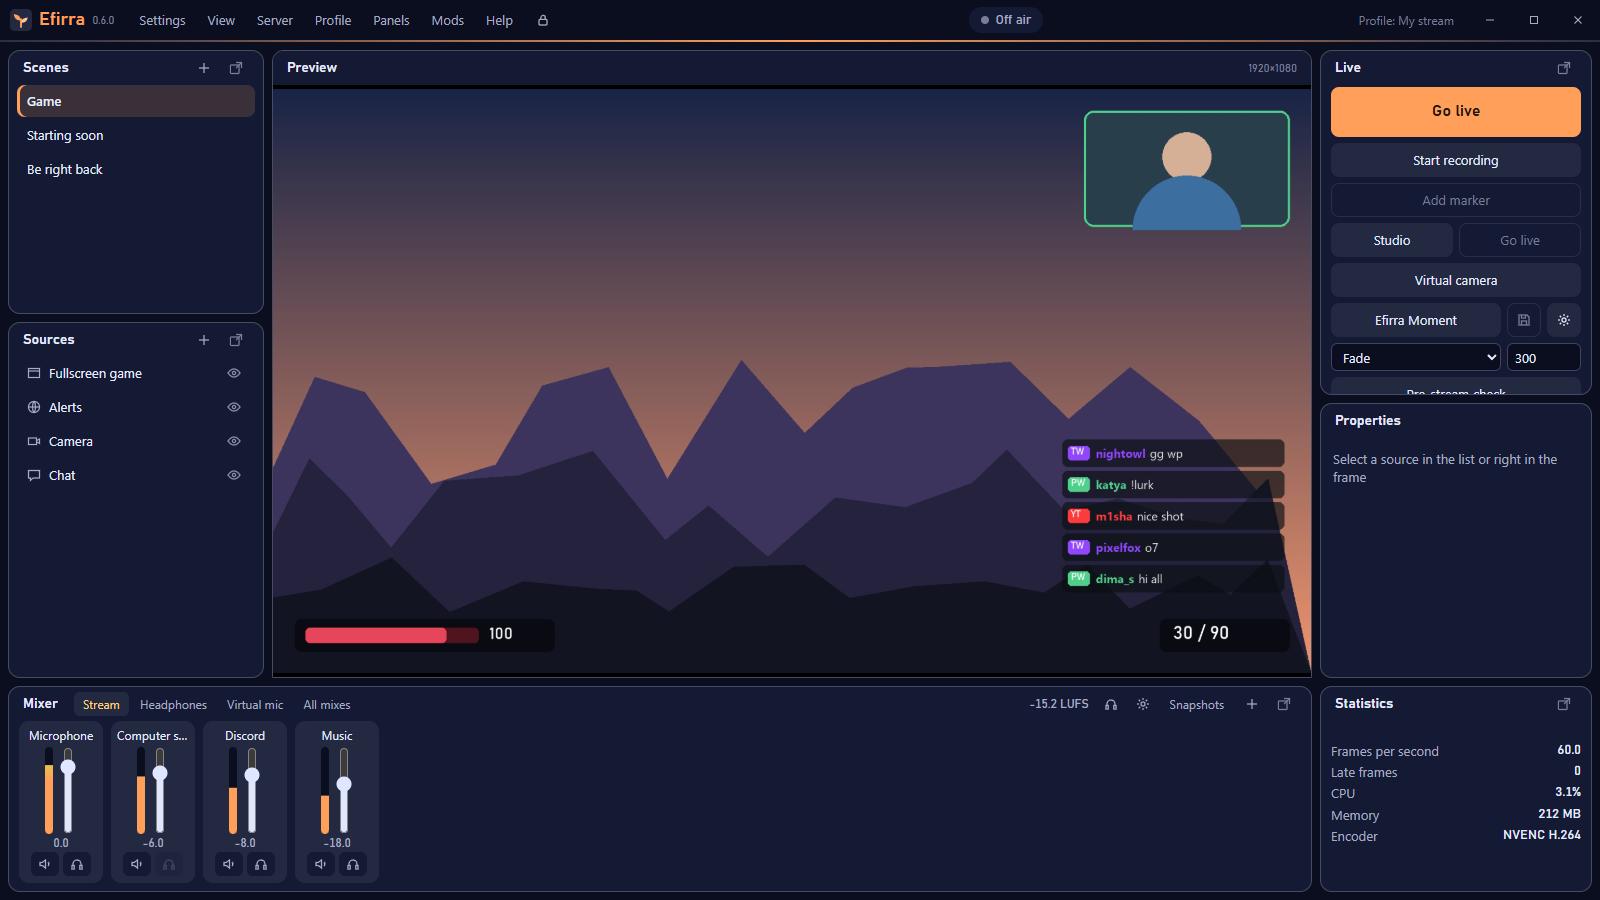 Efirra 0.6.0 Settings View Server Profile Panels Mods Help Off air Profile: My stream
Scenes
Game
Starting soon
Be right back
Sources
Fullscreen game
Alerts
Camera
Chat
Preview 1920×1080
TW nightowl gg wp
PW katya !lurk
YT m1sha nice shot
TW pixelfox o7
PW dima_s hi all
100
30 / 90
Live
Go live
Start recording
Add marker
Studio Go live
Virtual camera
Efirra Moment
Fade 300
Pre-stream check
Properties
Select a source in the list or right in the
frame
Mixer Stream Headphones Virtual mic All mixes -15.2 LUFS Snapshots
Microphone Computer s... Discord Music
0.0 -6.0 -8.0 -18.0
Statistics
Frames per second 60.0
Late frames 0
CPU 3.1%
Memory 212 MB
Encoder NVENC H.264